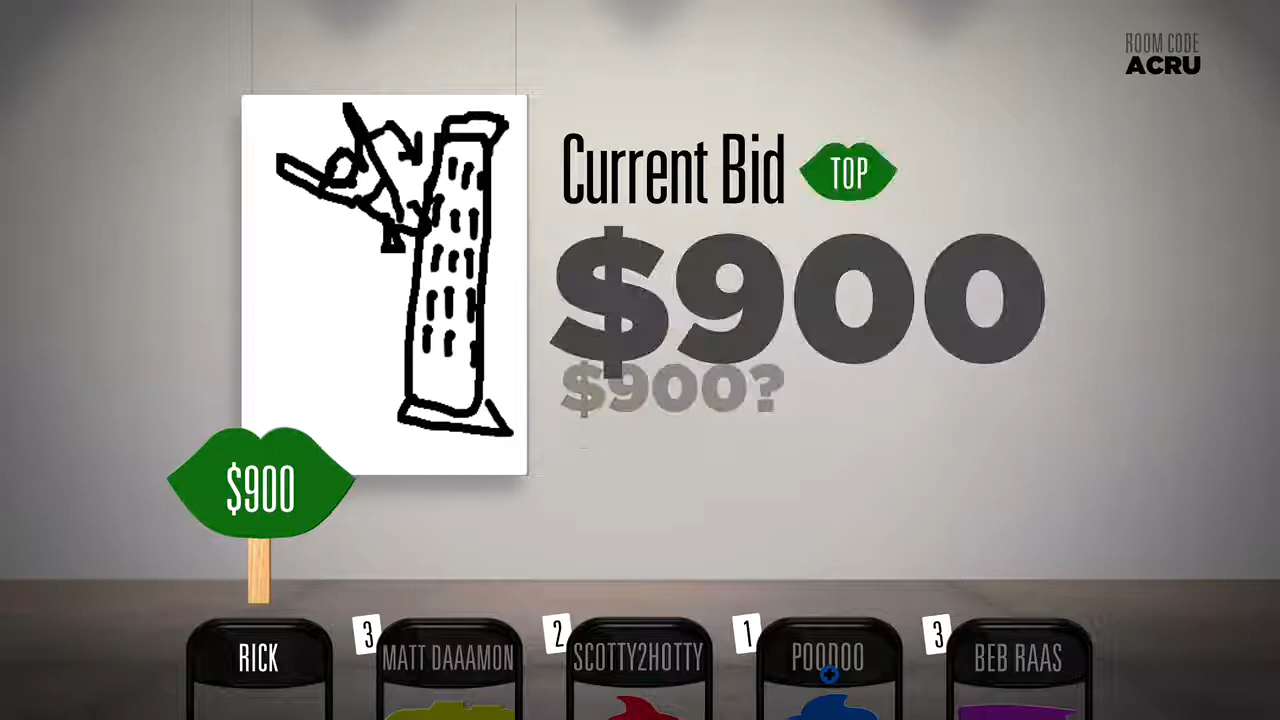 ROOM CODE
ACRU
Current Bid TOP
$900
$900?
$900
RICK
3 MATT DAAAMON
2 SCOTTY2HOTTY
1 POODOO
3 BEB RAAS